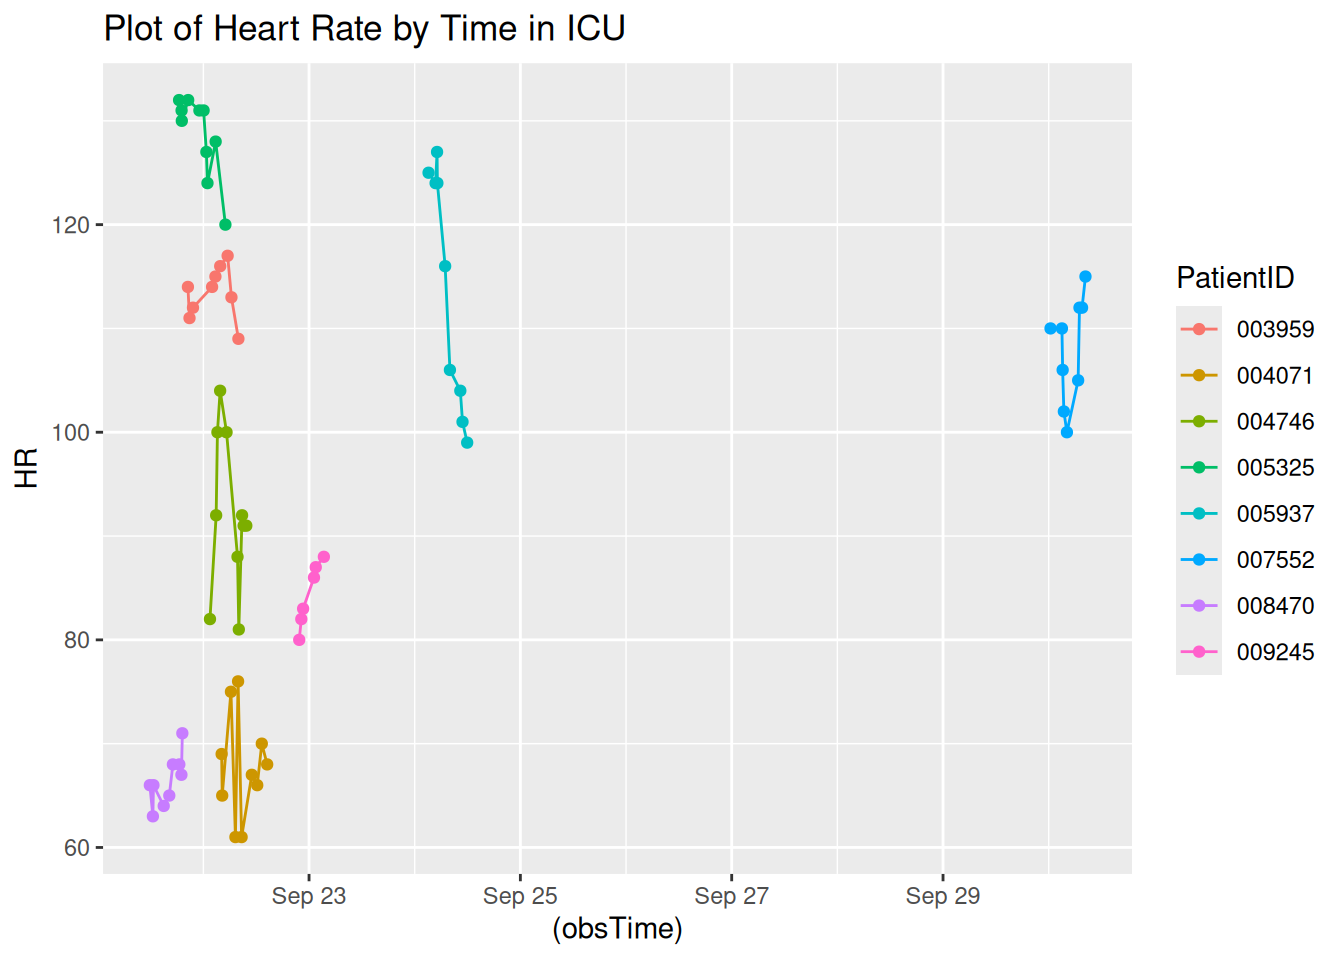 Plot of Heart Rate by Time in ICU
HR
120
100
80
60
Sep 23
Sep 25
Sep 27
Sep 29
(obsTime)
PatientID
003959
004071
004746
005325
005937
007552
008470
009245